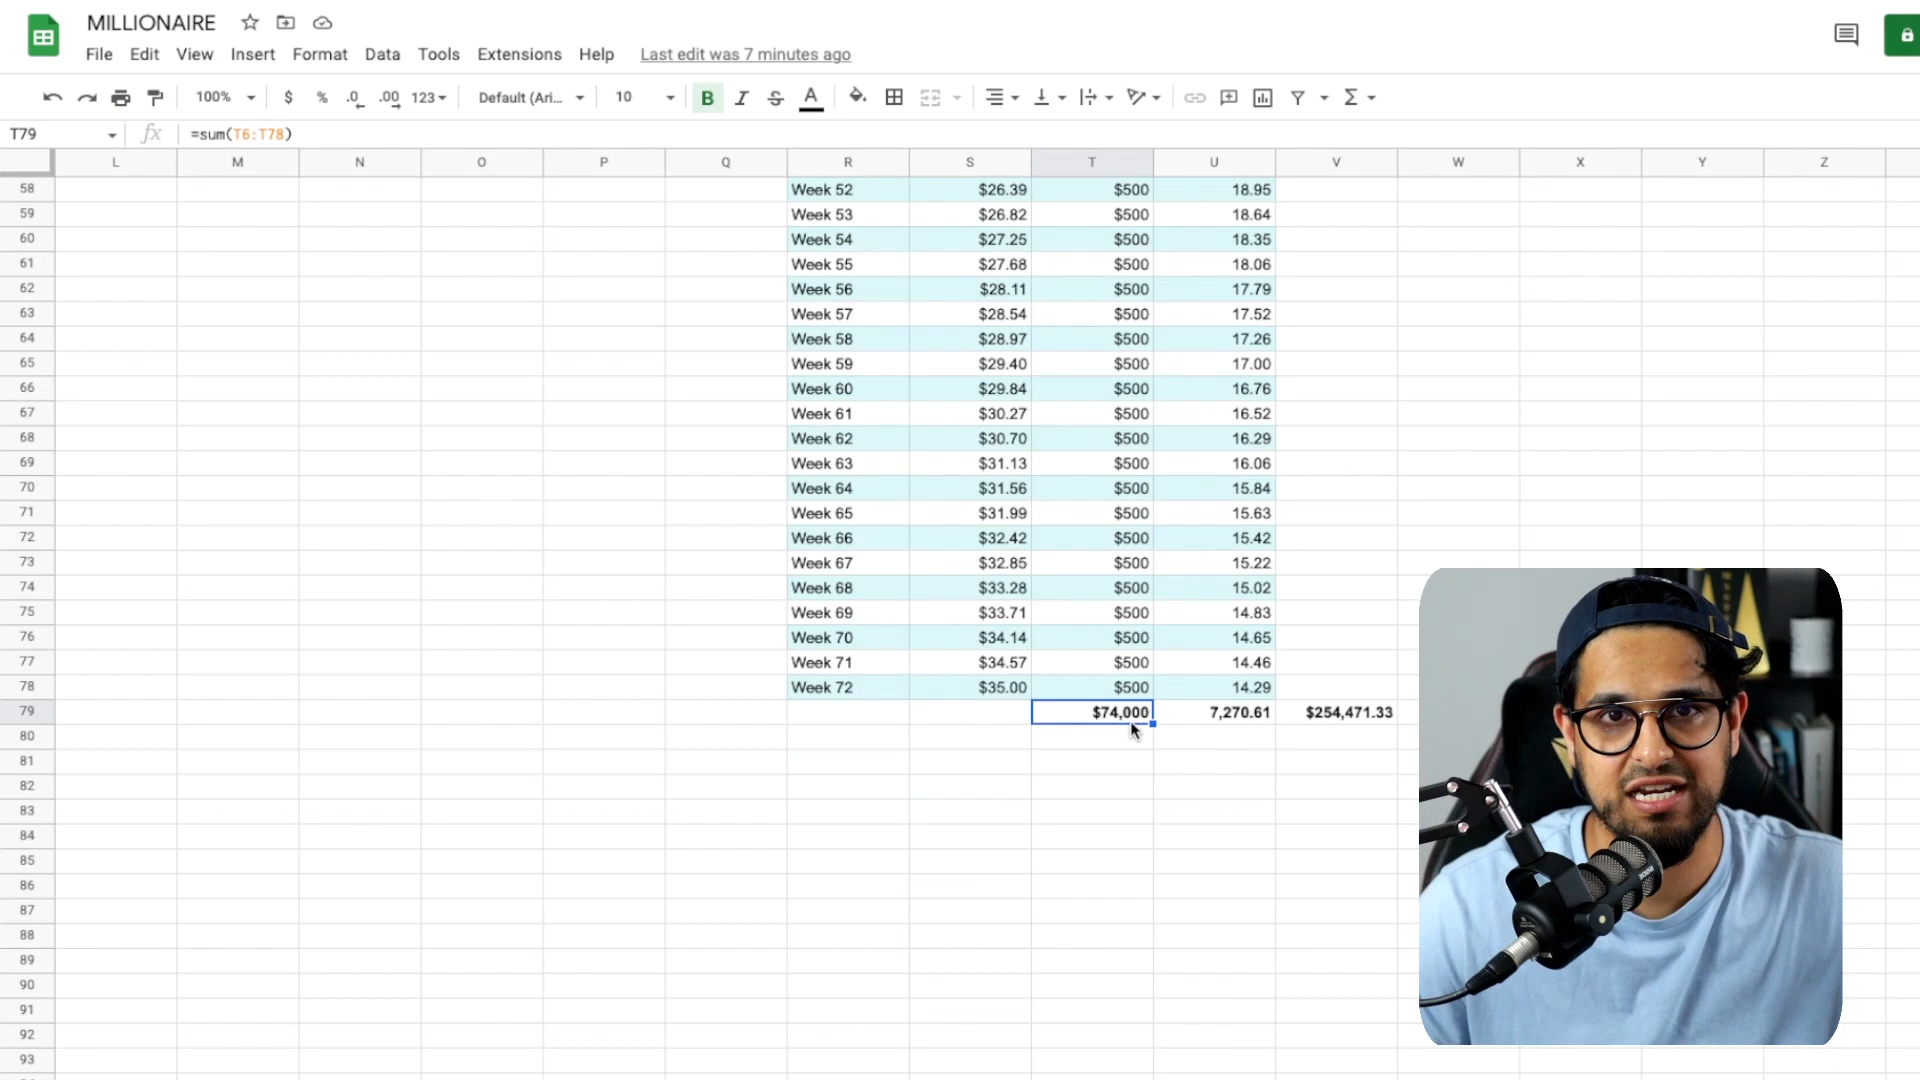 MILLIONAIRE
File Edit View Insert Format Data Tools Extensions Help Last edit was 7 minutes ago
100% $ % .0 .00 123 Default (Ari... 10 B I S A
T79 fx =sum(T6:T78)
L M N O P Q R S T U V W X Y Z
58 Week 52 $26.39 $500 18.95
59 Week 53 $26.82 $500 18.64
60 Week 54 $27.25 $500 18.35
61 Week 55 $27.68 $500 18.06
62 Week 56 $28.11 $500 17.79
63 Week 57 $28.54 $500 17.52
64 Week 58 $28.97 $500 17.26
65 Week 59 $29.40 $500 17.00
66 Week 60 $29.84 $500 16.76
67 Week 61 $30.27 $500 16.52
68 Week 62 $30.70 $500 16.29
69 Week 63 $31.13 $500 16.06
70 Week 64 $31.56 $500 15.84
71 Week 65 $31.99 $500 15.63
72 Week 66 $32.42 $500 15.42
73 Week 67 $32.85 $500 15.22
74 Week 68 $33.28 $500 15.02
75 Week 69 $33.71 $500 14.83
76 Week 70 $34.14 $500 14.65
77 Week 71 $34.57 $500 14.46
78 Week 72 $35.00 $500 14.29
79 $74,000 7,270.61 $254,471.33
80
81
82
83
84
85
86
87
88
89
90
91
92
93
RODE